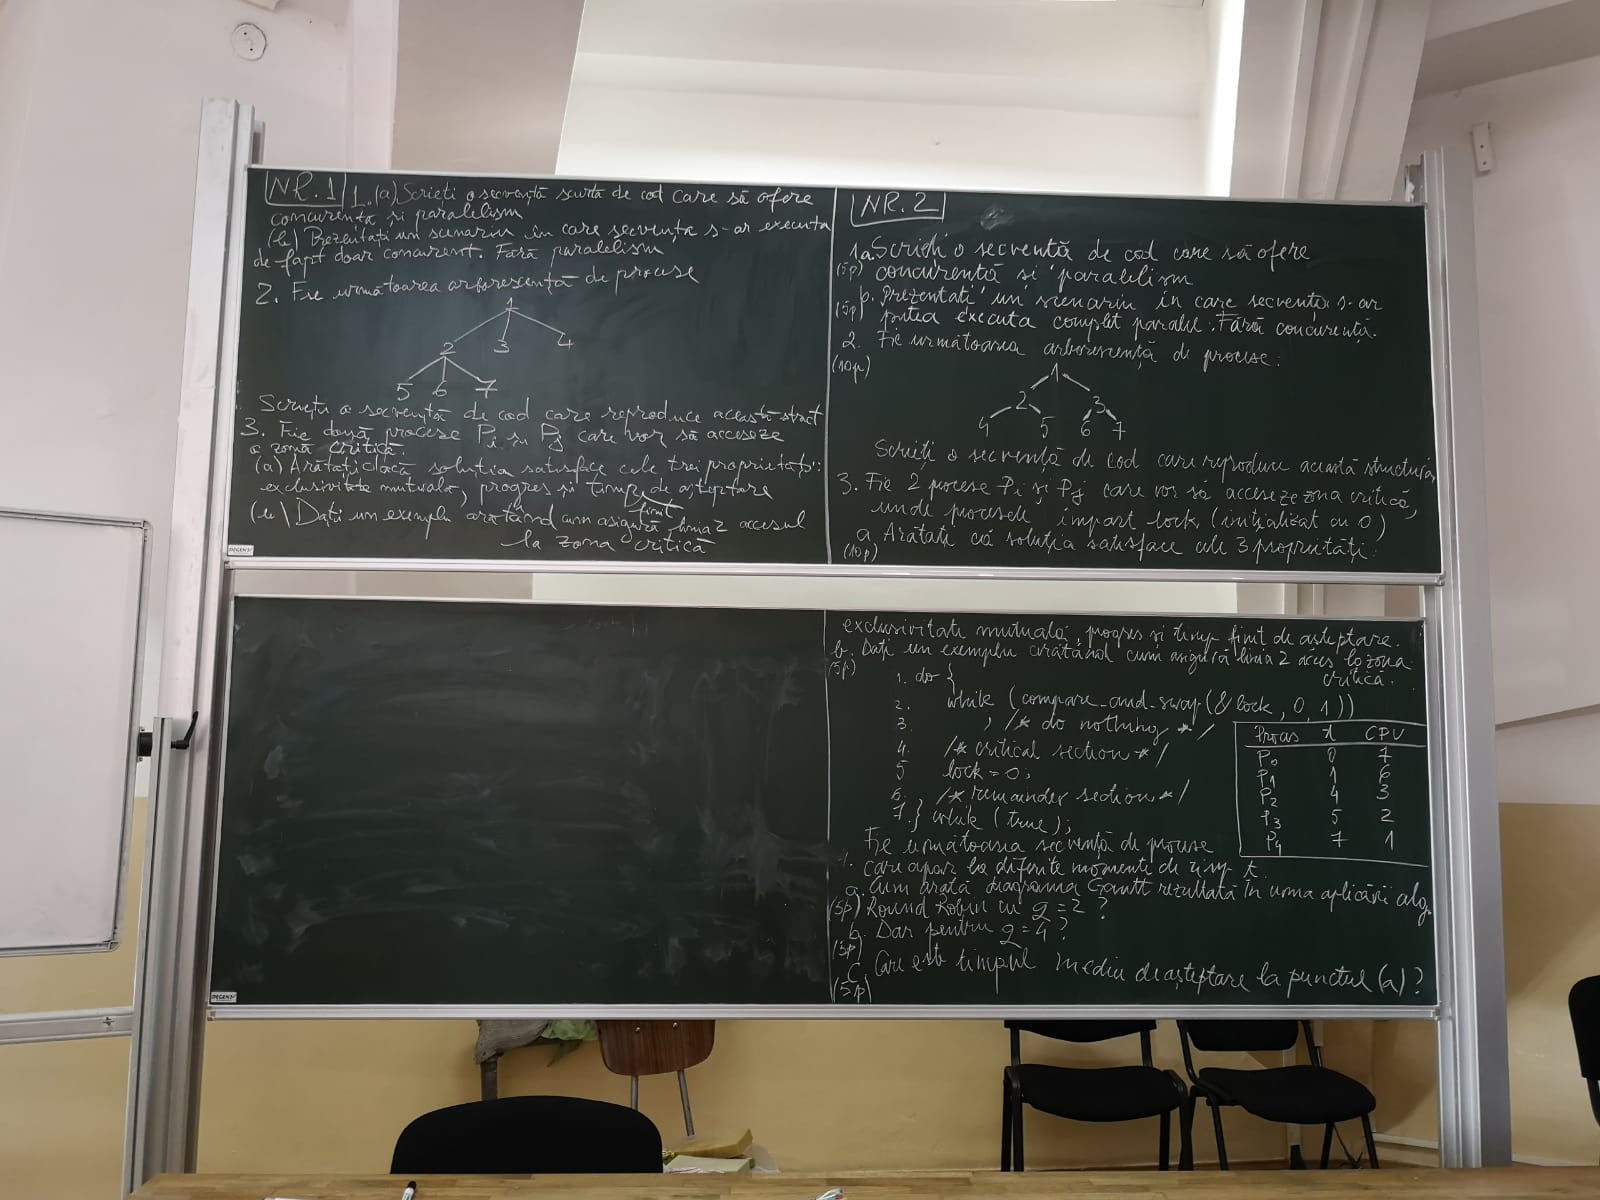 NR. 1 1. (a) Scrieți o secvență scurtă de cod care să ofere
concurență și paralelism
(b) Prezentați un scenariu în care secvența s-ar executa
de fapt doar concurent. Fără paralelism
2. Fie următoarea arborescență de procese
1
2 3 4
5 6 7
Scrieți o secvență de cod care reproduce această struct
3. Fie două procese Pi și Pj care vor să acceseze
o zonă critică.
(a) Arătați dacă soluția satisface cele trei proprietăți:
exclusivitate mutuală, progres și timp de așteptare
finit
(b) Dați un exemplu arătând cum asigură linia 2 accesul
la zona critică
NR. 2
1a. Scrieți o secvență de cod care să ofere
(5p) concurență și paralelism
b. Prezentați un scenariu în care secvența s-ar
(5p) putea executa complet paralel. Fără concurență.
2. Fie următoarea arborescență de procese:
(10p)
1
2 3
4 5 6 7
Scrieți o secvență de cod care reproduce această structură
3. Fie 2 procese Pi și Pj care vor să acceseze zona critică,
unde procesele împart lock (inițializat cu 0)
a. Arătați că soluția satisface cele 3 proprietăți:
(10p)
exclusivitate mutuală, progres și timp finit de așteptare.
b. Dați un exemplu arătând cum asigură linia 2 acces la zona
(5p) critică.
1. do {
2. while (compare_and_swap(&lock, 0, 1))
3. ; /* do nothing */
4. /* critical section */
5 lock = 0;
6. /* remainder section */
7. } while (true);
Proces t CPU
P0 0 7
P1 1 6
P2 4 3
P3 5 2
P4 7 1
Fie următoarea secvență de procese
4. care apar la diferite momente de timp t.
a. Cum arată diagrama Gantt rezultată în urma aplicării alg.
(5p) Round Robin cu q = 2 ?
b. Dar pentru q = 4 ?
c. Care este timpul mediu de așteptare la punctul (a) ?
(5p)